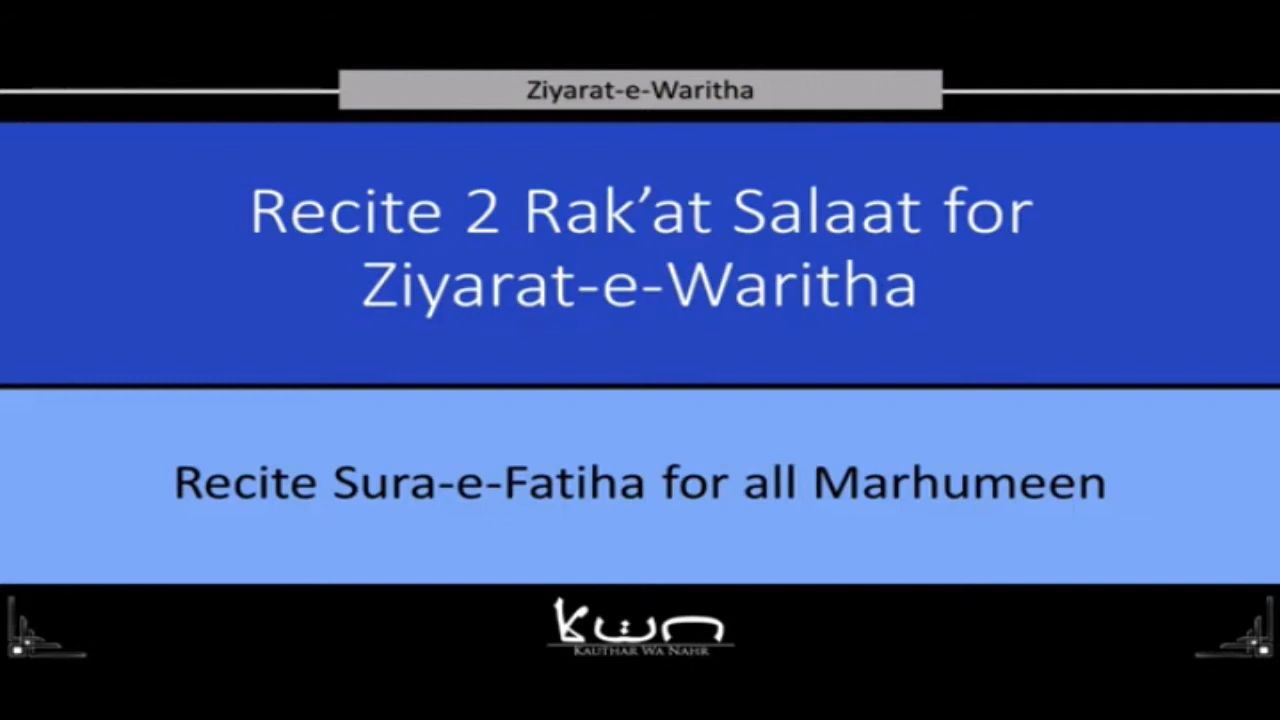 Ziyarat-e-Waritha
Recite 2 Rak’at Salaat for
Ziyarat-e-Waritha
Recite Sura-e-Fatiha for all Marhumeen
kwn
KAUTHAR WA NAHR